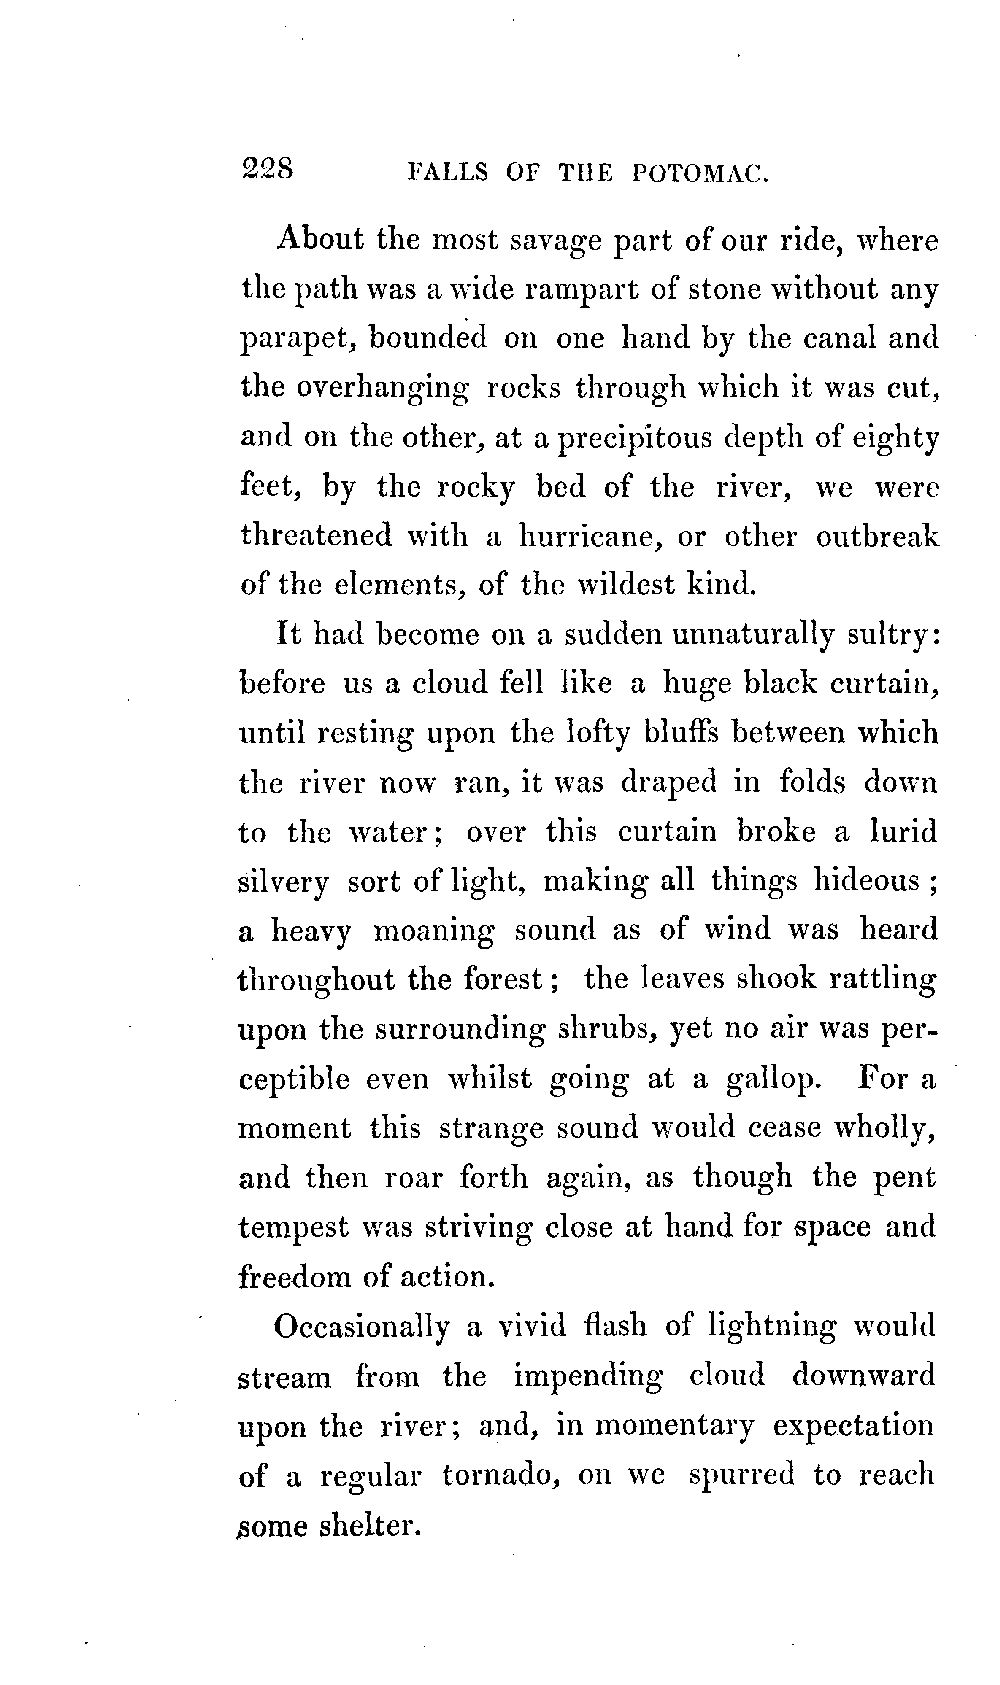 228 FALLS OF THE POTOMAC.
About the most savage part of our ride, where
the path was a wide rampart of stone without any
parapet, bounded on one hand by the canal and
the overhanging rocks through which it was cut,
and on the other, at a precipitous depth of eighty
feet, by the rocky bed of the river, we were
threatened with a hurricane, or other outbreak
of the elements, of the wildest kind.
It had become on a sudden unnaturally sultry:
before us a cloud fell like a huge black curtain,
until resting upon the lofty bluffs between which
the river now ran, it was draped in folds down
to the water; over this curtain broke a lurid
silvery sort of light, making all things hideous ;
a heavy moaning sound as of wind was heard
throughout the forest ; the leaves shook rattling
upon the surrounding shrubs, yet no air was per-
ceptible even whilst going at a gallop. For a
moment this strange sound would cease wholly,
and then roar forth again, as though the pent
tempest was striving close at hand for space and
freedom of action.
Occasionally a vivid flash of lightning would
stream from the impending cloud downward
upon the river; and, in momentary expectation
of a regular tornado, on we spurred to reach
some shelter.